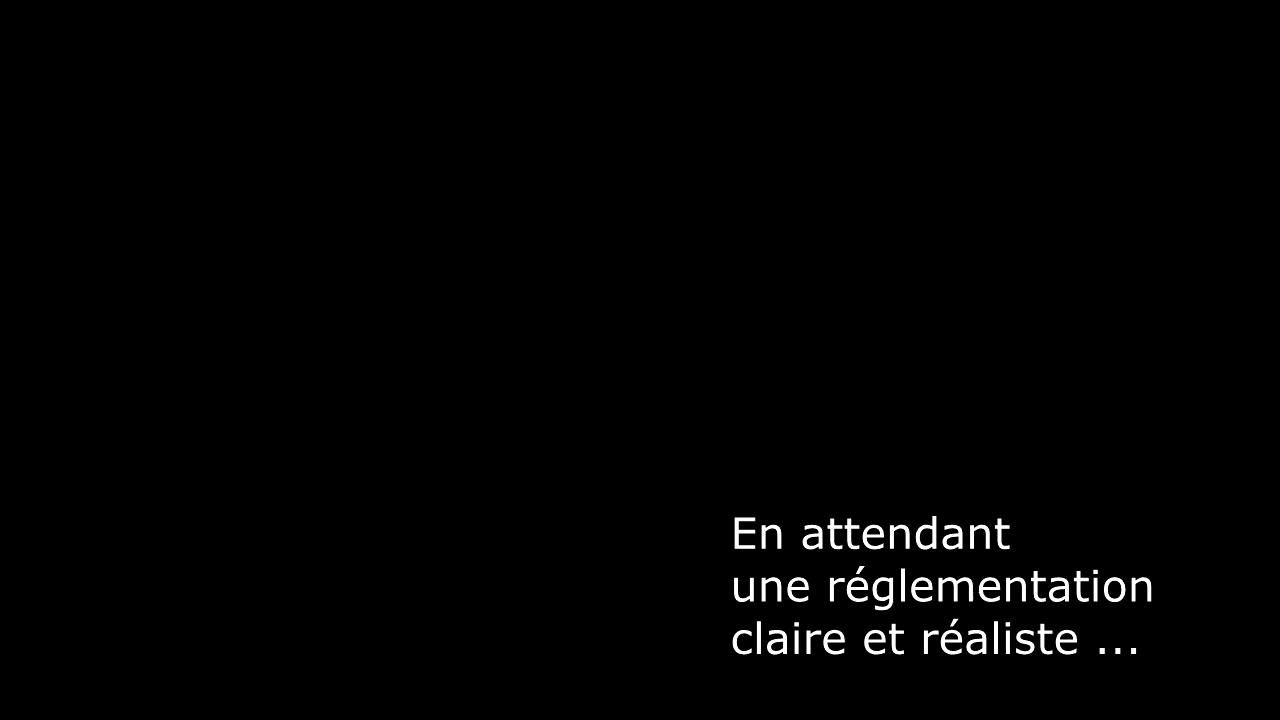 En attendant
une réglementation
claire et réaliste ...